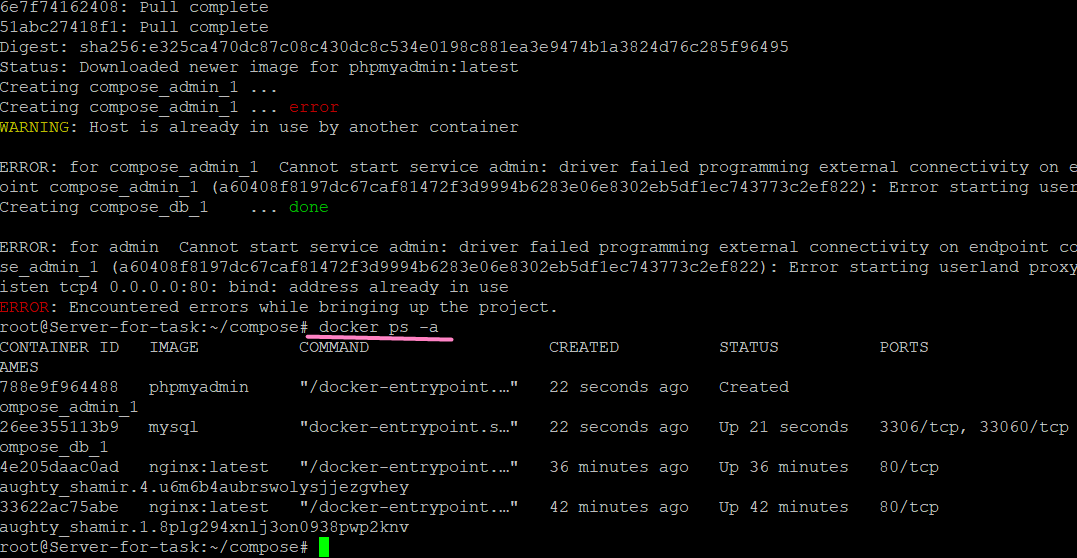 6e7f74162408: Pull complete
51abc27418f1: Pull complete
Digest: sha256:e325ca470dc87c08c430dc8c534e0198c881ea3e9474b1a3824d76c285f96495
Status: Downloaded newer image for phpmyadmin:latest
Creating compose_admin_1 ...
Creating compose_admin_1 ... error
WARNING: Host is already in use by another container

ERROR: for compose_admin_1  Cannot start service admin: driver failed programming external connectivity on e
oint compose_admin_1 (a60408f8197dc67caf81472f3d9994b6283e06e8302eb5df1ec743773c2ef822): Error starting user
Creating compose_db_1    ... done

ERROR: for admin  Cannot start service admin: driver failed programming external connectivity on endpoint co
se_admin_1 (a60408f8197dc67caf81472f3d9994b6283e06e8302eb5df1ec743773c2ef822): Error starting userland proxy
isten tcp4 0.0.0.0:80: bind: address already in use
ERROR: Encountered errors while bringing up the project.
root@Server-for-task:~/compose# docker ps -a
CONTAINER ID   IMAGE          COMMAND                  CREATED          STATUS          PORTS
AMES
788e9f964488   phpmyadmin     "/docker-entrypoint.…"   22 seconds ago   Created
ompose_admin_1
26ee355113b9   mysql          "docker-entrypoint.s…"   22 seconds ago   Up 21 seconds   3306/tcp, 33060/tcp
ompose_db_1
4e205daac0ad   nginx:latest   "/docker-entrypoint.…"   36 minutes ago   Up 36 minutes   80/tcp
aughty_shamir.4.u6m6b4aubrswolysjjezgvhey
33622ac75abe   nginx:latest   "/docker-entrypoint.…"   42 minutes ago   Up 42 minutes   80/tcp
aughty_shamir.1.8plg294xnlj3on0938pwp2knv
root@Server-for-task:~/compose#